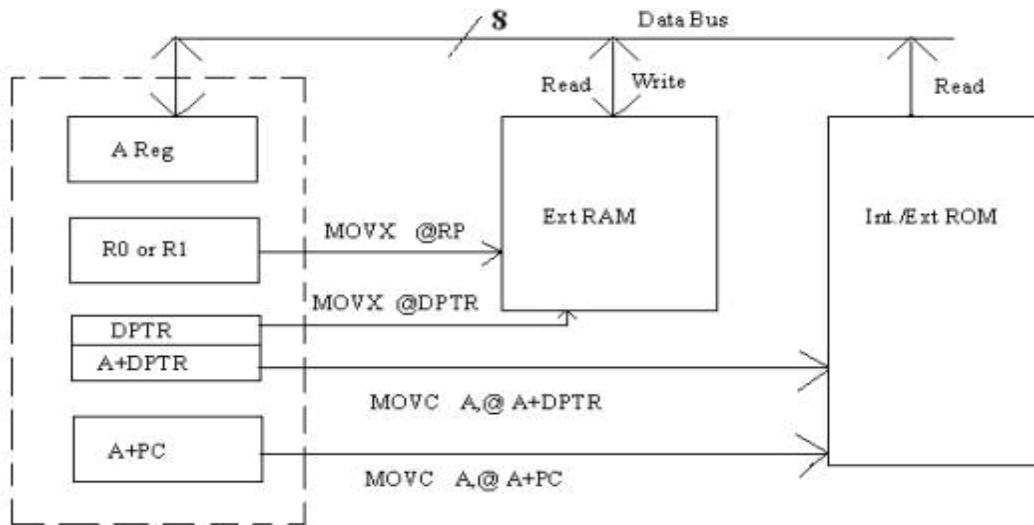 8
Data Bus
Read
Write
Read
A Reg
Ext RAM
Int./Ext ROM
R0 or R1
MOVX @RP
MOVX @DPTR
DPTR
A+DPTR
MOVC A,@ A+DPTR
A+PC
MOVC A,@ A+PC